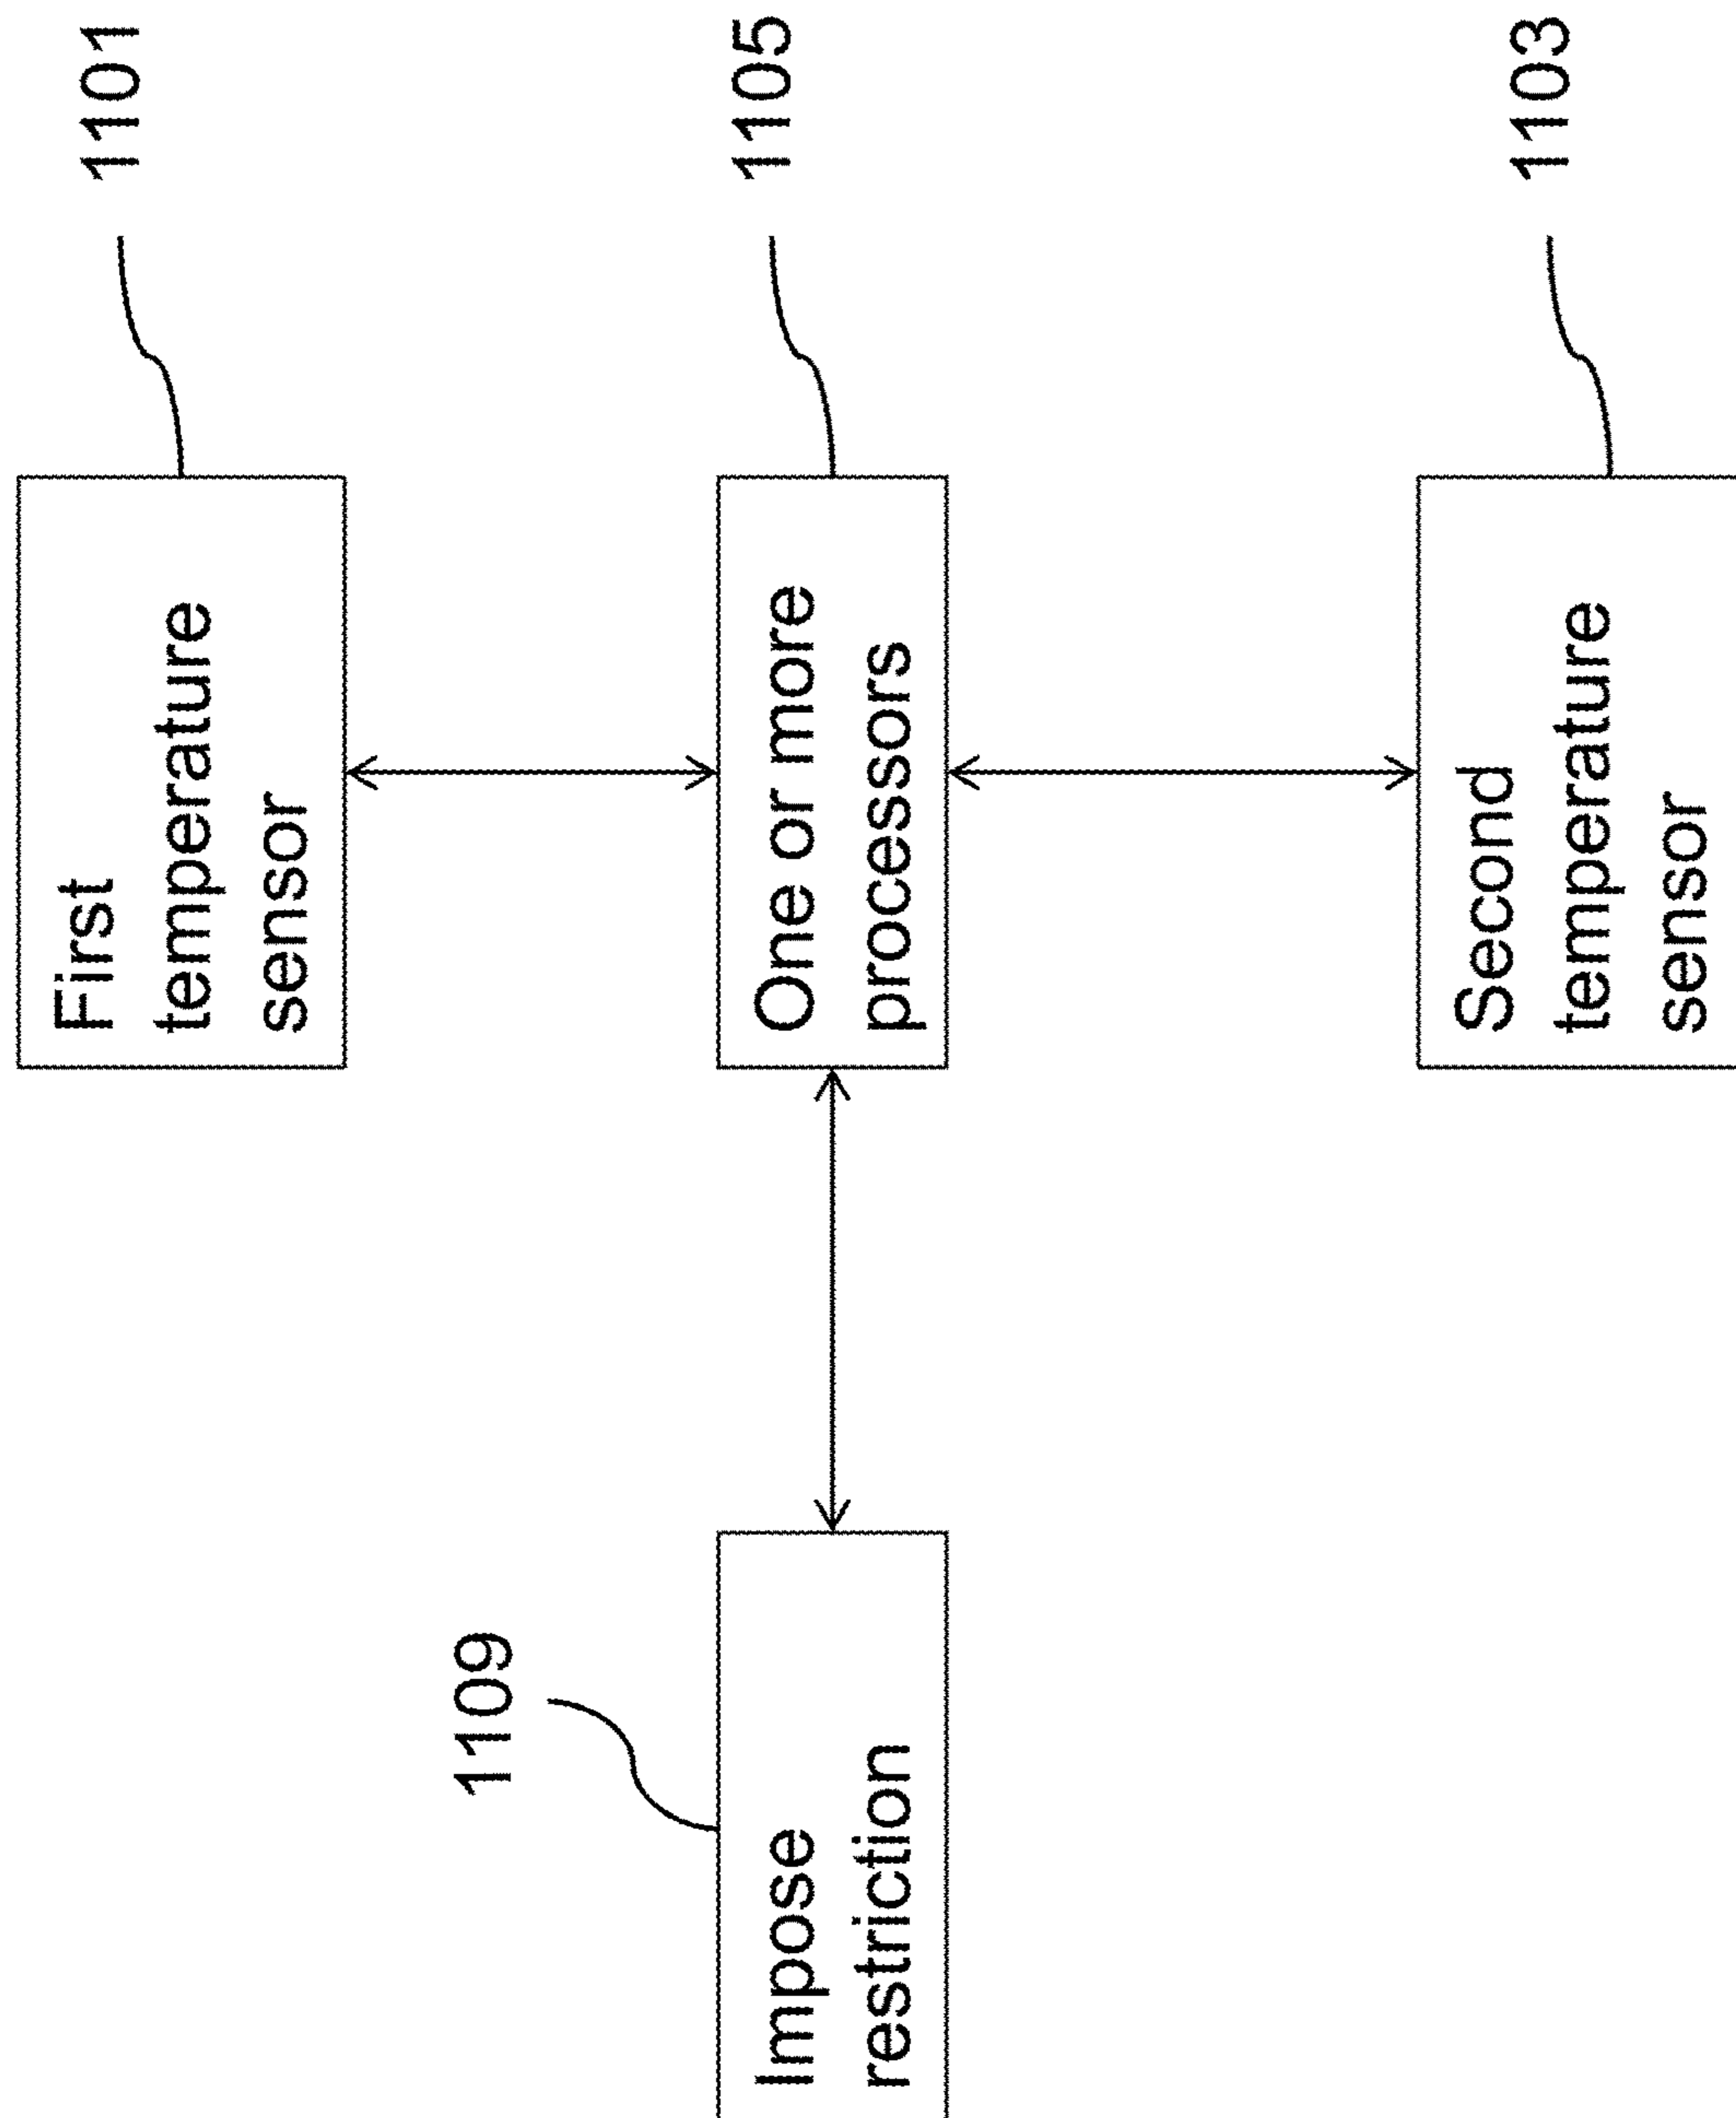 First
temperature
sensor
1101
1109
Impose
restriction
One or more
processors
1105
Second
temperature
sensor
1103